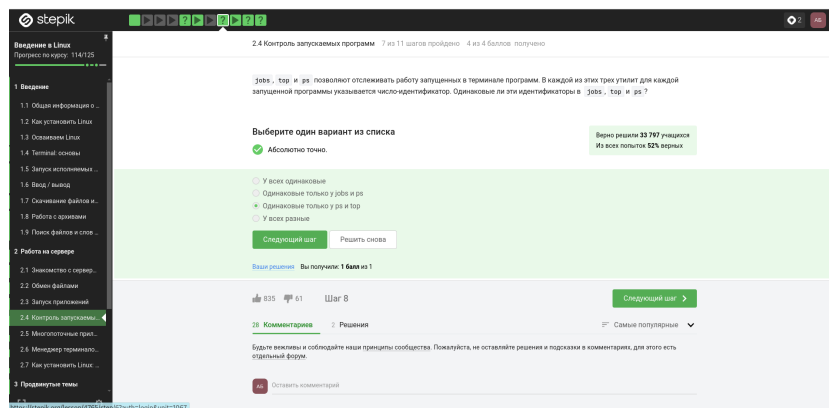 stepik
2
АБ
Введение в Linux
Прогресс по курсу: 114/125
1 Введение
1.1 Общая информация о ...
1.2 Как установить Linux
1.3 Осваиваем Linux
1.4 Terminal: основы
1.5 Запуск исполняемых ...
1.6 Ввод / вывод
1.7 Скачивание файлов и...
1.8 Работа с архивами
1.9 Поиск файлов и слов ...
2 Работа на сервере
2.1 Знакомство с сервер...
2.2 Обмен файлами
2.3 Запуск приложений
2.4 Контроль запускаемы...
2.5 Многопоточные прил...
2.6 Менеджер терминало...
2.7 Как установить Linux: ...
3 Продвинутые темы
2.4 Контроль запускаемых программ 7 из 11 шагов пройдено 4 из 4 баллов получено
jobs, top и ps позволяют отслеживать работу запущенных в терминале программ. В каждой из этих трех утилит для каждой
запущенной программы указывается число-идентификатор. Одинаковые ли эти идентификаторы в jobs, top и ps?
Выберите один вариант из списка
Абсолютно точно.
Верно решили 33 797 учащихся
Из всех попыток 52% верных
У всех одинаковые
Одинаковые только у jobs и ps
Одинаковые только у ps и top
У всех разные
Следующий шаг Решить снова
Ваши решения Вы получили: 1 балл из 1
835 61 Шаг 8
Следующий шаг
28 Комментариев 2 Решения
Самые популярные
Будьте вежливы и соблюдайте наши принципы сообщества. Пожалуйста, не оставляйте решения и подсказки в комментариях, для этого есть
отдельный форум.
АБ Оставить комментарий